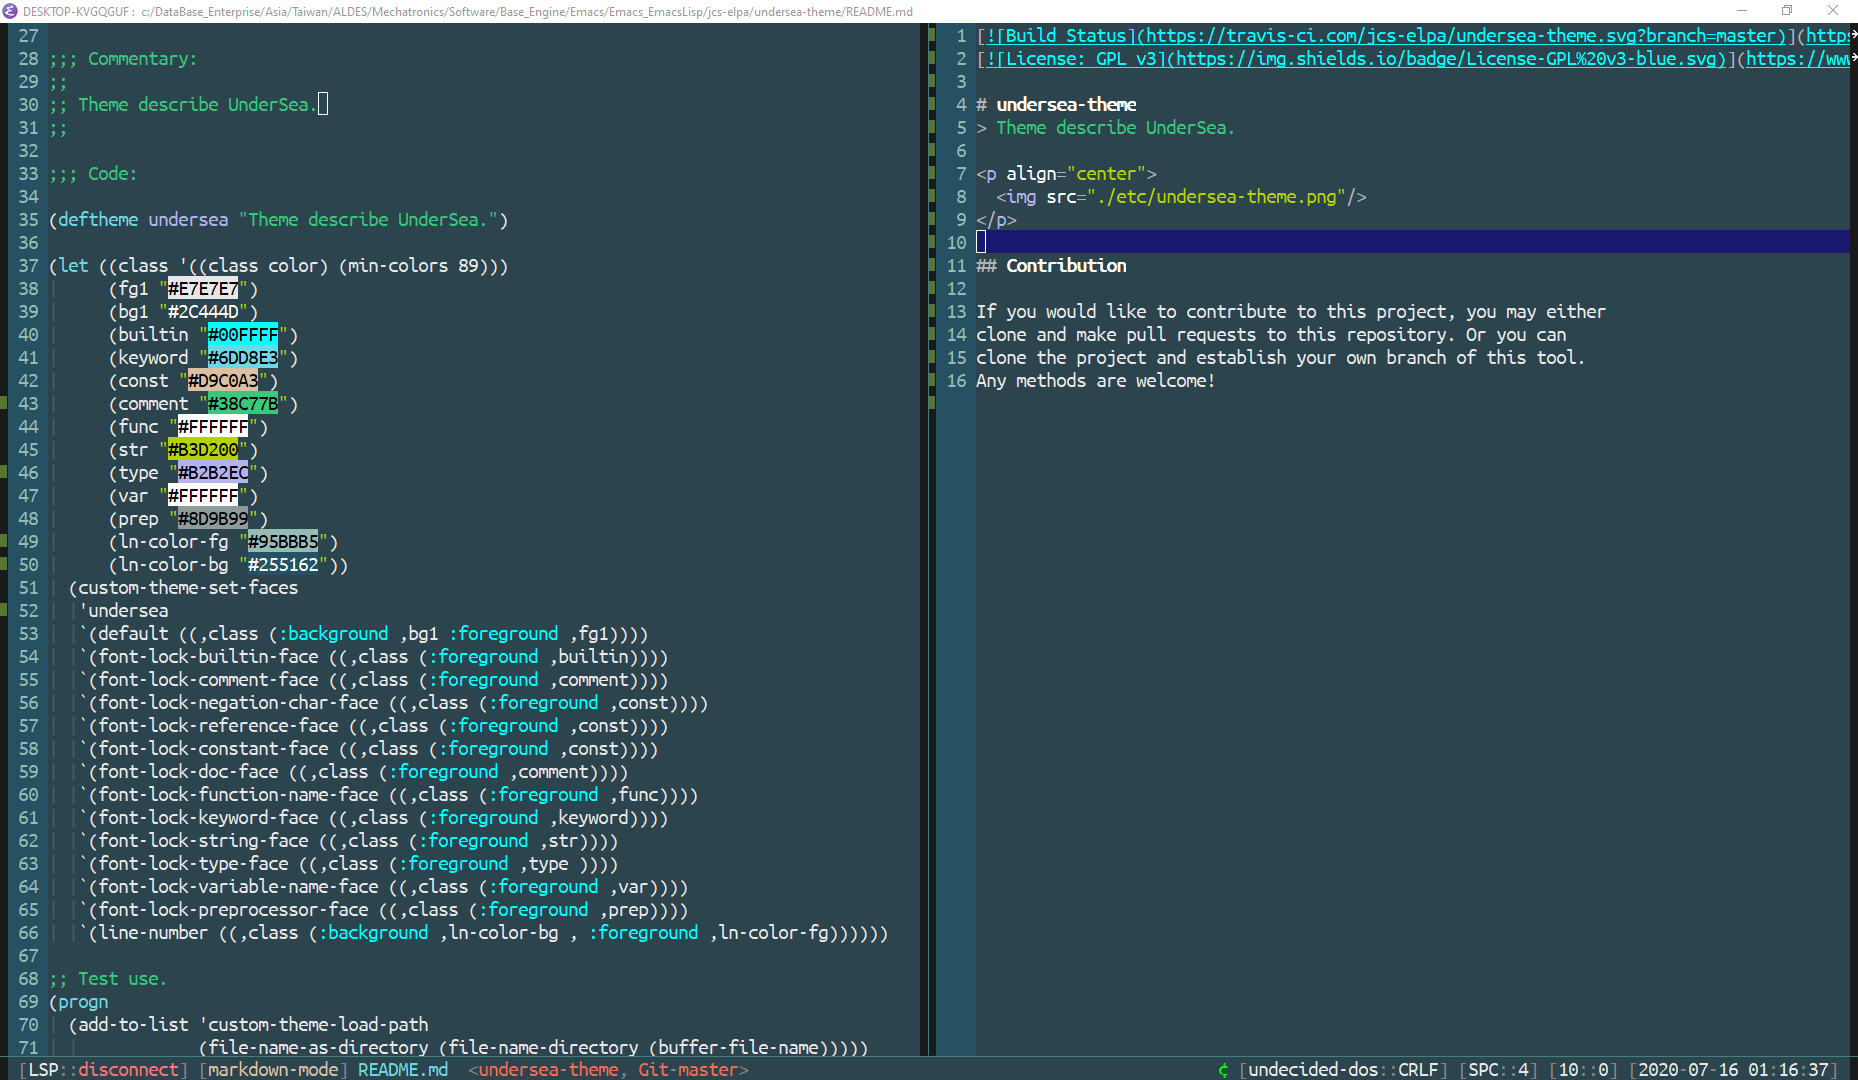 DESKTOP-KVGQGUF : c:/DataBase_Enterprise/Asia/Taiwan/ALDES/Mechatronics/Software/Base_Engine/Emacs/Emacs_EmacsLisp/jcs-elpa/undersea-theme/README.md
27
28 ;;; Commentary:
29 ;;
30 ;; Theme describe UnderSea.
31 ;;
32
33 ;;; Code:
34
35 (deftheme undersea "Theme describe UnderSea.")
36
37 (let ((class '((class color) (min-colors 89)))
38 (fg1 "#E7E7E7")
39 (bg1 "#2C444D")
40 (builtin "#00FFFF")
41 (keyword "#6DD8E3")
42 (const "#D9C0A3")
43 (comment "#38C77B")
44 (func "#FFFFFF")
45 (str "#B3D200")
46 (type "#B2B2EC")
47 (var "#FFFFFF")
48 (prep "#8D9B99")
49 (ln-color-fg "#95BBB5")
50 (ln-color-bg "#255162"))
51 (custom-theme-set-faces
52 'undersea
53 `(default ((,class (:background ,bg1 :foreground ,fg1))))
54 `(font-lock-builtin-face ((,class (:foreground ,builtin))))
55 `(font-lock-comment-face ((,class (:foreground ,comment))))
56 `(font-lock-negation-char-face ((,class (:foreground ,const))))
57 `(font-lock-reference-face ((,class (:foreground ,const))))
58 `(font-lock-constant-face ((,class (:foreground ,const))))
59 `(font-lock-doc-face ((,class (:foreground ,comment))))
60 `(font-lock-function-name-face ((,class (:foreground ,func))))
61 `(font-lock-keyword-face ((,class (:foreground ,keyword))))
62 `(font-lock-string-face ((,class (:foreground ,str))))
63 `(font-lock-type-face ((,class (:foreground ,type ))))
64 `(font-lock-variable-name-face ((,class (:foreground ,var))))
65 `(font-lock-preprocessor-face ((,class (:foreground ,prep))))
66 `(line-number ((,class (:background ,ln-color-bg , :foreground ,ln-color-fg))))))
67
68 ;; Test use.
69 (progn
70 (add-to-list 'custom-theme-load-path
71 (file-name-as-directory (file-name-directory (buffer-file-name)))))
1 [![Build Status](https://travis-ci.com/jcs-elpa/undersea-theme.svg?branch=master)](https
2 [![License: GPL v3](https://img.shields.io/badge/License-GPL%20v3-blue.svg)](https://www
3
4 # undersea-theme
5 > Theme describe UnderSea.
6
7 <p align="center">
8 <img src="./etc/undersea-theme.png"/>
9 </p>
10
11 ## Contribution
12
13 If you would like to contribute to this project, you may either
14 clone and make pull requests to this repository. Or you can
15 clone the project and establish your own branch of this tool.
16 Any methods are welcome!
[LSP::disconnect] [markdown-mode] README.md <undersea-theme, Git-master> ¢ [undecided-dos::CRLF] [SPC::4] [10::0] [2020-07-16 01:16:37]